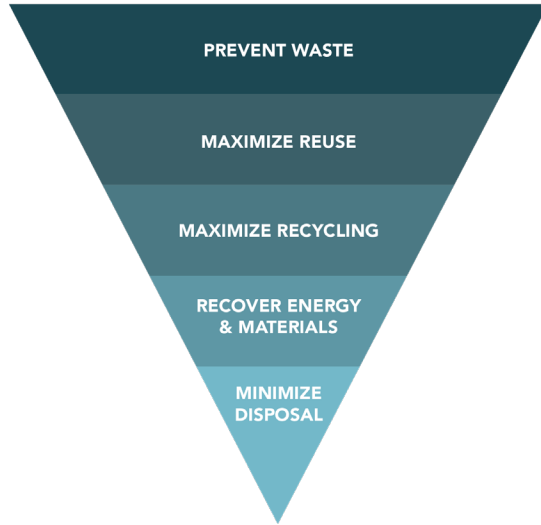 PREVENT WASTE
MAXIMIZE REUSE
MAXIMIZE RECYCLING
RECOVER ENERGY
& MATERIALS
MINIMIZE
DISPOSAL